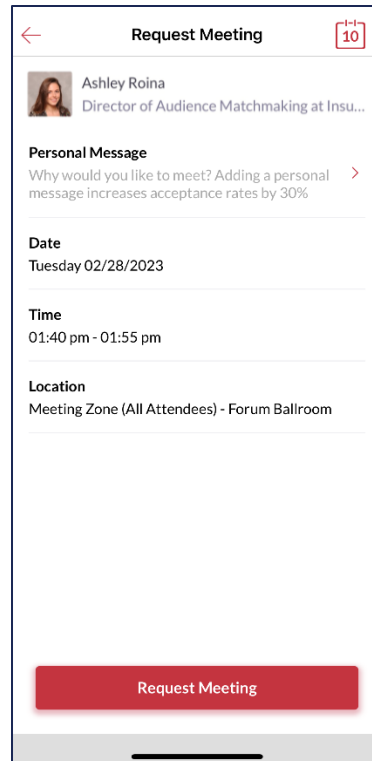 Request Meeting
10
Ashley Roina
Director of Audience Matchmaking at Insu...
Personal Message
Why would you like to meet? Adding a personal
message increases acceptance rates by 30%
Date
Tuesday 02/28/2023
Time
01:40 pm - 01:55 pm
Location
Meeting Zone (All Attendees) - Forum Ballroom
Request Meeting